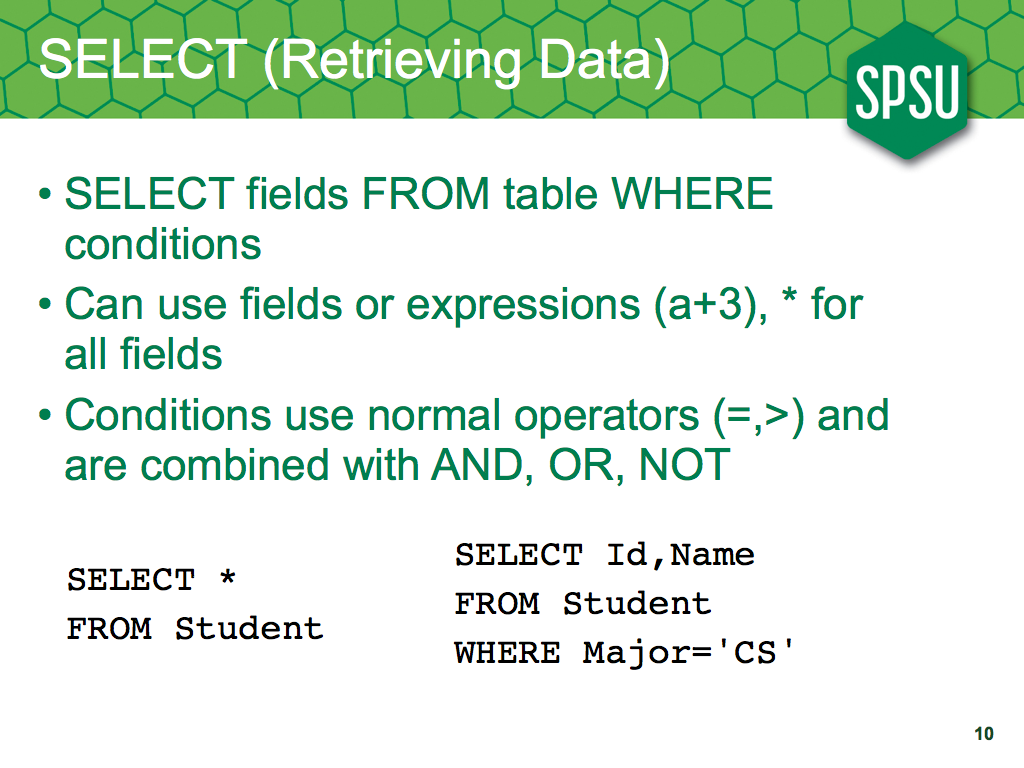 SELECT (Retrieving Data)
SPSU
• SELECT fields FROM table WHERE
conditions
• Can use fields or expressions (a+3), * for
all fields
• Conditions use normal operators (=,>) and
are combined with AND, OR, NOT
SELECT *
FROM Student
SELECT Id,Name
FROM Student
WHERE Major='CS'
10